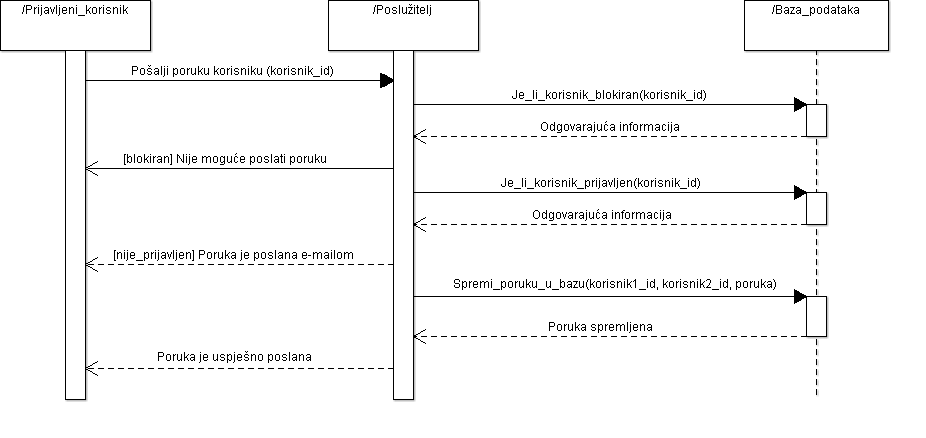 /Prijavljeni_korisnik
/Poslužitelj
/Baza_podataka
Pošalji poruku korisniku (korisnik_id)
Je_li_korisnik_blokiran(korisnik_id)
Odgovarajuća informacija
[blokiran] Nije moguće poslati poruku
Je_li_korisnik_prijavljen(korisnik_id)
Odgovarajuća informacija
[nije_prijavljen] Poruka je poslana e-mailom
Spremi_poruku_u_bazu(korisnik1_id, korisnik2_id, poruka)
Poruka spremljena
Poruka je uspješno poslana